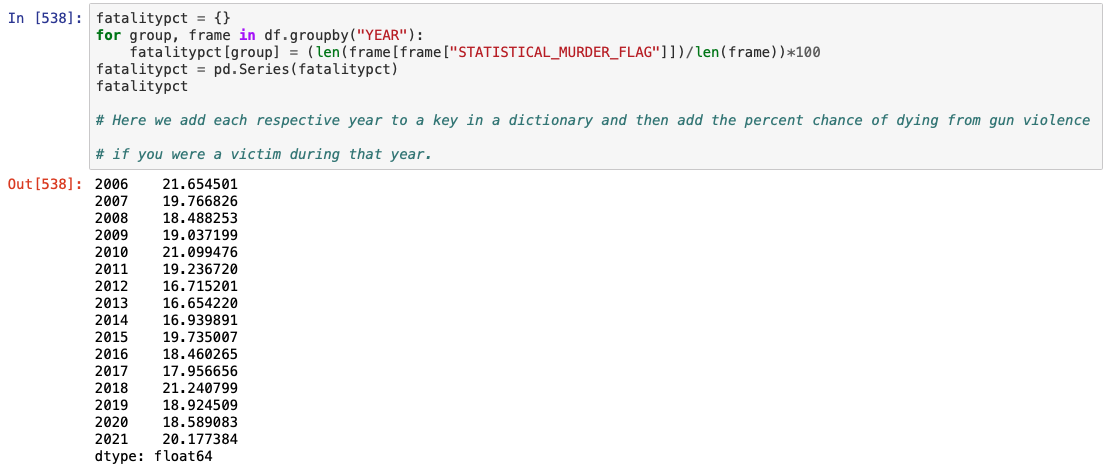 In [538]: fatalitypct = {}
for group, frame in df.groupby("YEAR"):
    fatalitypct[group] = (len(frame[frame["STATISTICAL_MURDER_FLAG"]])/len(frame))*100
fatalitypct = pd.Series(fatalitypct)
fatalitypct
# Here we add each respective year to a key in a dictionary and then add the percent chance of dying from gun violence
# if you were a victim during that year.
Out[538]: 2006    21.654501
2007    19.766826
2008    18.488253
2009    19.037199
2010    21.099476
2011    19.236720
2012    16.715201
2013    16.654220
2014    16.939891
2015    19.735007
2016    18.460265
2017    17.956656
2018    21.240799
2019    18.924509
2020    18.589083
2021    20.177384
dtype: float64